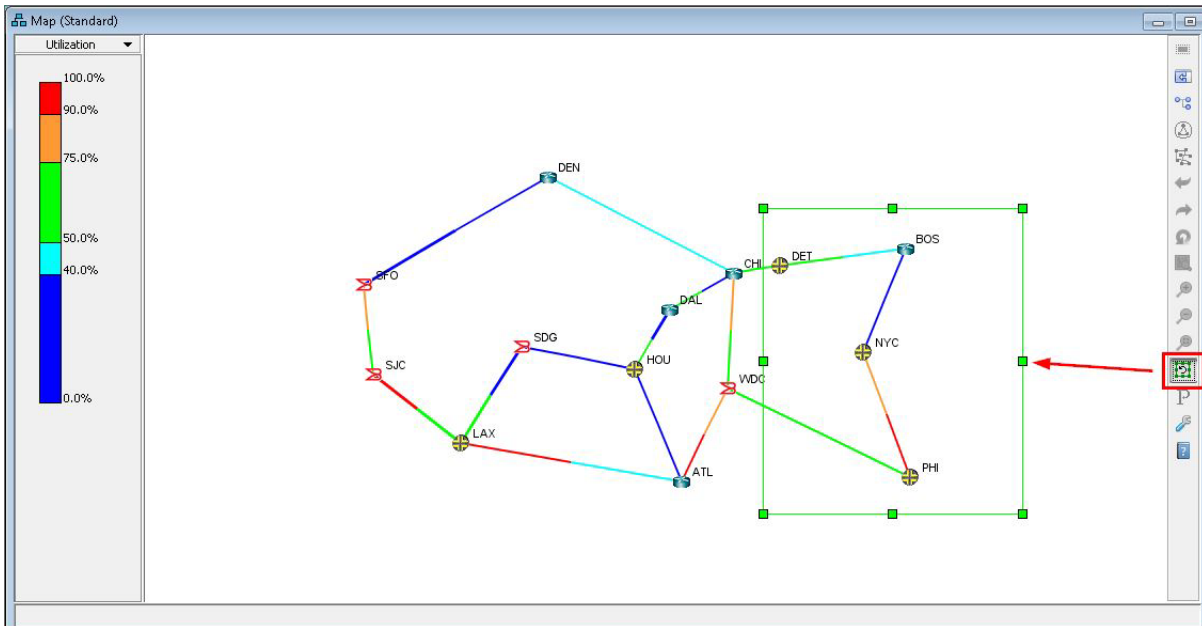 Map (Standard)
Utilization
100.0%
90.0%
75.0%
50.0%
40.0%
0.0%
DEN
BOS
DET
CHI
SFO
DAL
SDG
NYC
HOU
SJC
WDC
LAX
PHI
ATL
P
?